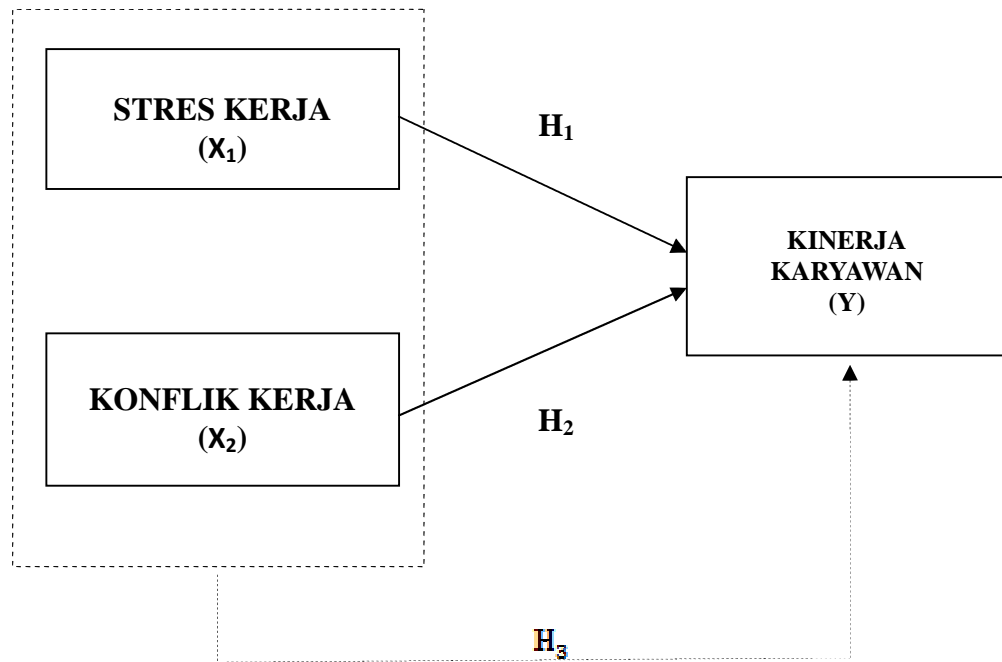 STRES KERJA
(X₁)
H₁
KINERJA
KARYAWAN
(Y)
KONFLIK KERJA
(X₂)
H₂
H₃